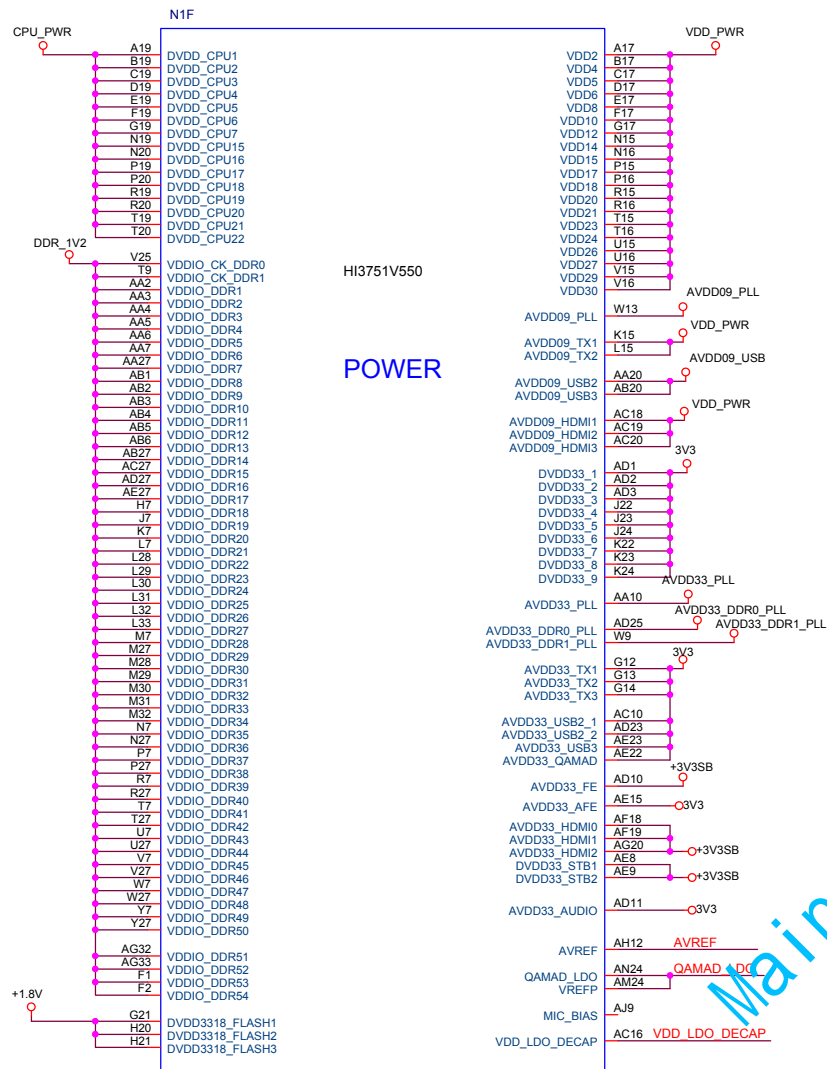 N1F
CPU_PWR
A19 DVDD_CPU1
B19 DVDD_CPU2
C19 DVDD_CPU3
D19 DVDD_CPU4
E19 DVDD_CPU5
F19 DVDD_CPU6
G19 DVDD_CPU7
N19 DVDD_CPU15
N20 DVDD_CPU16
P19 DVDD_CPU17
P20 DVDD_CPU18
R19 DVDD_CPU19
R20 DVDD_CPU20
T19 DVDD_CPU21
T20 DVDD_CPU22
DDR_1V2
V25 VDDIO_CK_DDR0
T9 VDDIO_CK_DDR1
AA2 VDDIO_DDR1
AA3 VDDIO_DDR2
AA4 VDDIO_DDR3
AA5 VDDIO_DDR4
AA6 VDDIO_DDR5
AA7 VDDIO_DDR6
AA27 VDDIO_DDR7
AB1 VDDIO_DDR8
AB2 VDDIO_DDR9
AB3 VDDIO_DDR10
AB4 VDDIO_DDR11
AB5 VDDIO_DDR12
AB6 VDDIO_DDR13
AB27 VDDIO_DDR14
AC27 VDDIO_DDR15
AD27 VDDIO_DDR16
AE27 VDDIO_DDR17
H7 VDDIO_DDR18
J7 VDDIO_DDR19
K7 VDDIO_DDR20
L7 VDDIO_DDR21
L28 VDDIO_DDR22
L29 VDDIO_DDR23
L30 VDDIO_DDR24
L31 VDDIO_DDR25
L32 VDDIO_DDR26
L33 VDDIO_DDR27
M7 VDDIO_DDR28
M27 VDDIO_DDR29
M28 VDDIO_DDR30
M29 VDDIO_DDR31
M30 VDDIO_DDR32
M31 VDDIO_DDR33
M32 VDDIO_DDR34
N7 VDDIO_DDR35
N27 VDDIO_DDR36
P7 VDDIO_DDR37
P27 VDDIO_DDR38
R7 VDDIO_DDR39
R27 VDDIO_DDR40
T7 VDDIO_DDR41
T27 VDDIO_DDR42
U7 VDDIO_DDR43
U27 VDDIO_DDR44
V7 VDDIO_DDR45
V27 VDDIO_DDR46
W7 VDDIO_DDR47
W27 VDDIO_DDR48
Y7 VDDIO_DDR49
Y27 VDDIO_DDR50
AG32 VDDIO_DDR51
AG33 VDDIO_DDR52
F1 VDDIO_DDR53
F2 VDDIO_DDR54
+1.8V
G21 DVDD3318_FLASH1
H20 DVDD3318_FLASH2
H21 DVDD3318_FLASH3
HI3751V550
POWER
VDD_PWR
VDD2 A17
VDD4 B17
VDD5 C17
VDD6 D17
VDD8 E17
VDD10 F17
VDD12 G17
VDD14 N15
VDD15 N16
VDD17 P15
VDD18 P16
VDD20 R15
VDD21 R16
VDD23 T15
VDD24 T16
VDD26 U15
VDD27 U16
VDD29 V15
VDD30 V16
AVDD09_PLL
AVDD09_PLL W13
VDD_PWR
AVDD09_TX1 K15
AVDD09_TX2 L15
AVDD09_USB
AVDD09_USB2 AA20
AVDD09_USB3 AB20
VDD_PWR
AVDD09_HDMI1 AC18
AVDD09_HDMI2 AC19
AVDD09_HDMI3 AC20
3V3
DVDD33_1 AD1
DVDD33_2 AD2
DVDD33_3 AD3
DVDD33_4 J22
DVDD33_5 J23
DVDD33_6 J24
DVDD33_7 K22
DVDD33_8 K23
DVDD33_9 K24
AVDD33_PLL
AVDD33_PLL AA10
AVDD33_DDR0_PLL
AVDD33_DDR1_PLL
AVDD33_DDR0_PLL AD25
AVDD33_DDR1_PLL W9
3V3
AVDD33_TX1 G12
AVDD33_TX2 G13
AVDD33_TX3 G14
AVDD33_USB2_1 AC10
AVDD33_USB2_2 AD23
AVDD33_USB3 AE23
AVDD33_QAMAD AE22
+3V3SB
AVDD33_FE AD10
AVDD33_AFE AE15 3V3
AVDD33_HDMI0 AF18
AVDD33_HDMI1 AF19
AVDD33_HDMI2 AG20 +3V3SB
DVDD33_STB1 AE8
DVDD33_STB2 AE9 +3V3SB
AVDD33_AUDIO AD11 3V3
AVREF AH12 AVREF
QAMAD_LDO AN24 QAMAD_LDO
VREFP AM24
MIC_BIAS AJ9
VDD_LDO_DECAP AC16 VDD_LDO_DECAP
Main